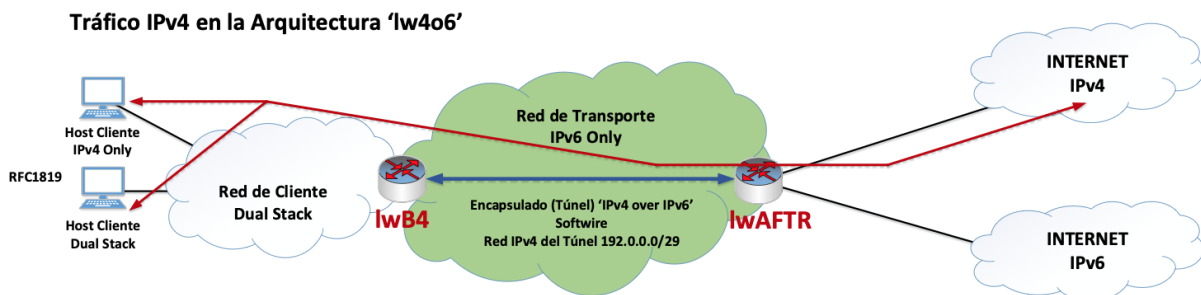 Tráfico IPv4 en la Arquitectura ‘lw4o6’
INTERNET
IPv4
Host Cliente
IPv4 Only
Red de Transporte
IPv6 Only
RFC1819
Red de Cliente
Dual Stack
lwB4
Encapsulado (Túnel) ‘IPv4 over IPv6’
Softwire
Red IPv4 del Túnel 192.0.0.0/29
lwAFTR
Host Cliente
Dual Stack
INTERNET
IPv6